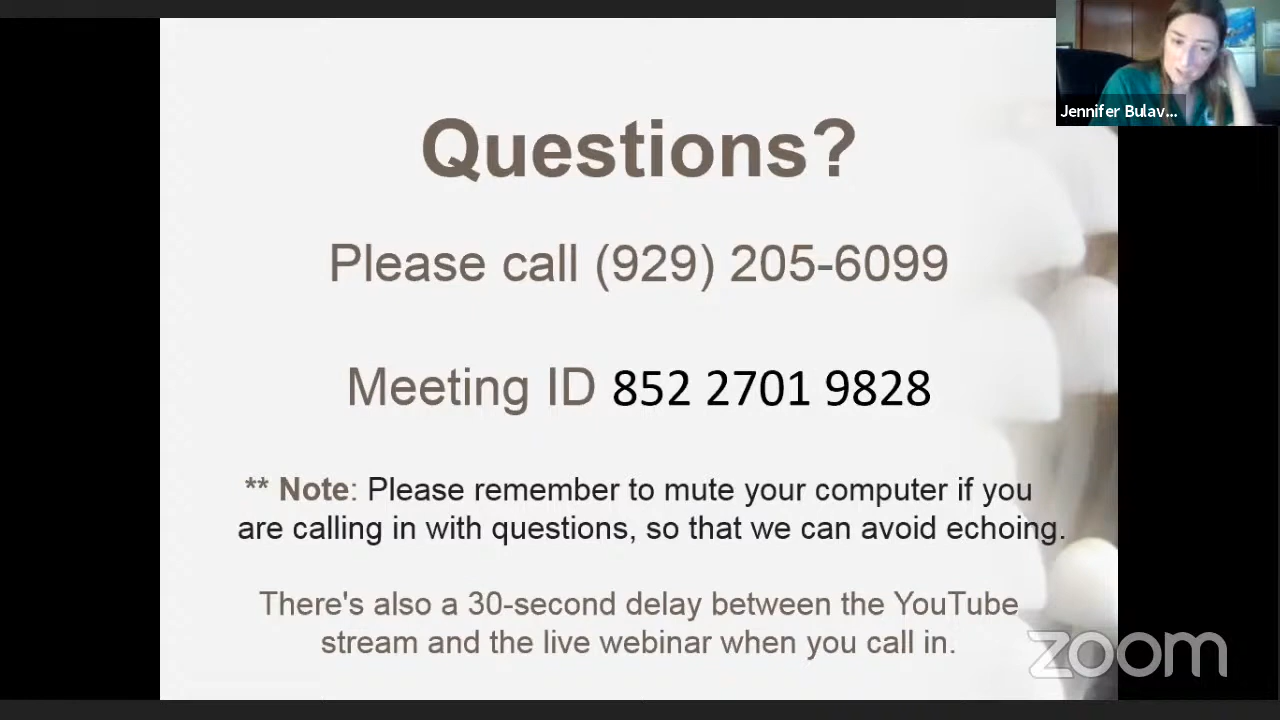 Jennifer Bulav...
Questions?
Please call (929) 205-6099
Meeting ID 852 2701 9828
** Note: Please remember to mute your computer if you
are calling in with questions, so that we can avoid echoing.
There's also a 30-second delay between the YouTube
stream and the live webinar when you call in.
zoom